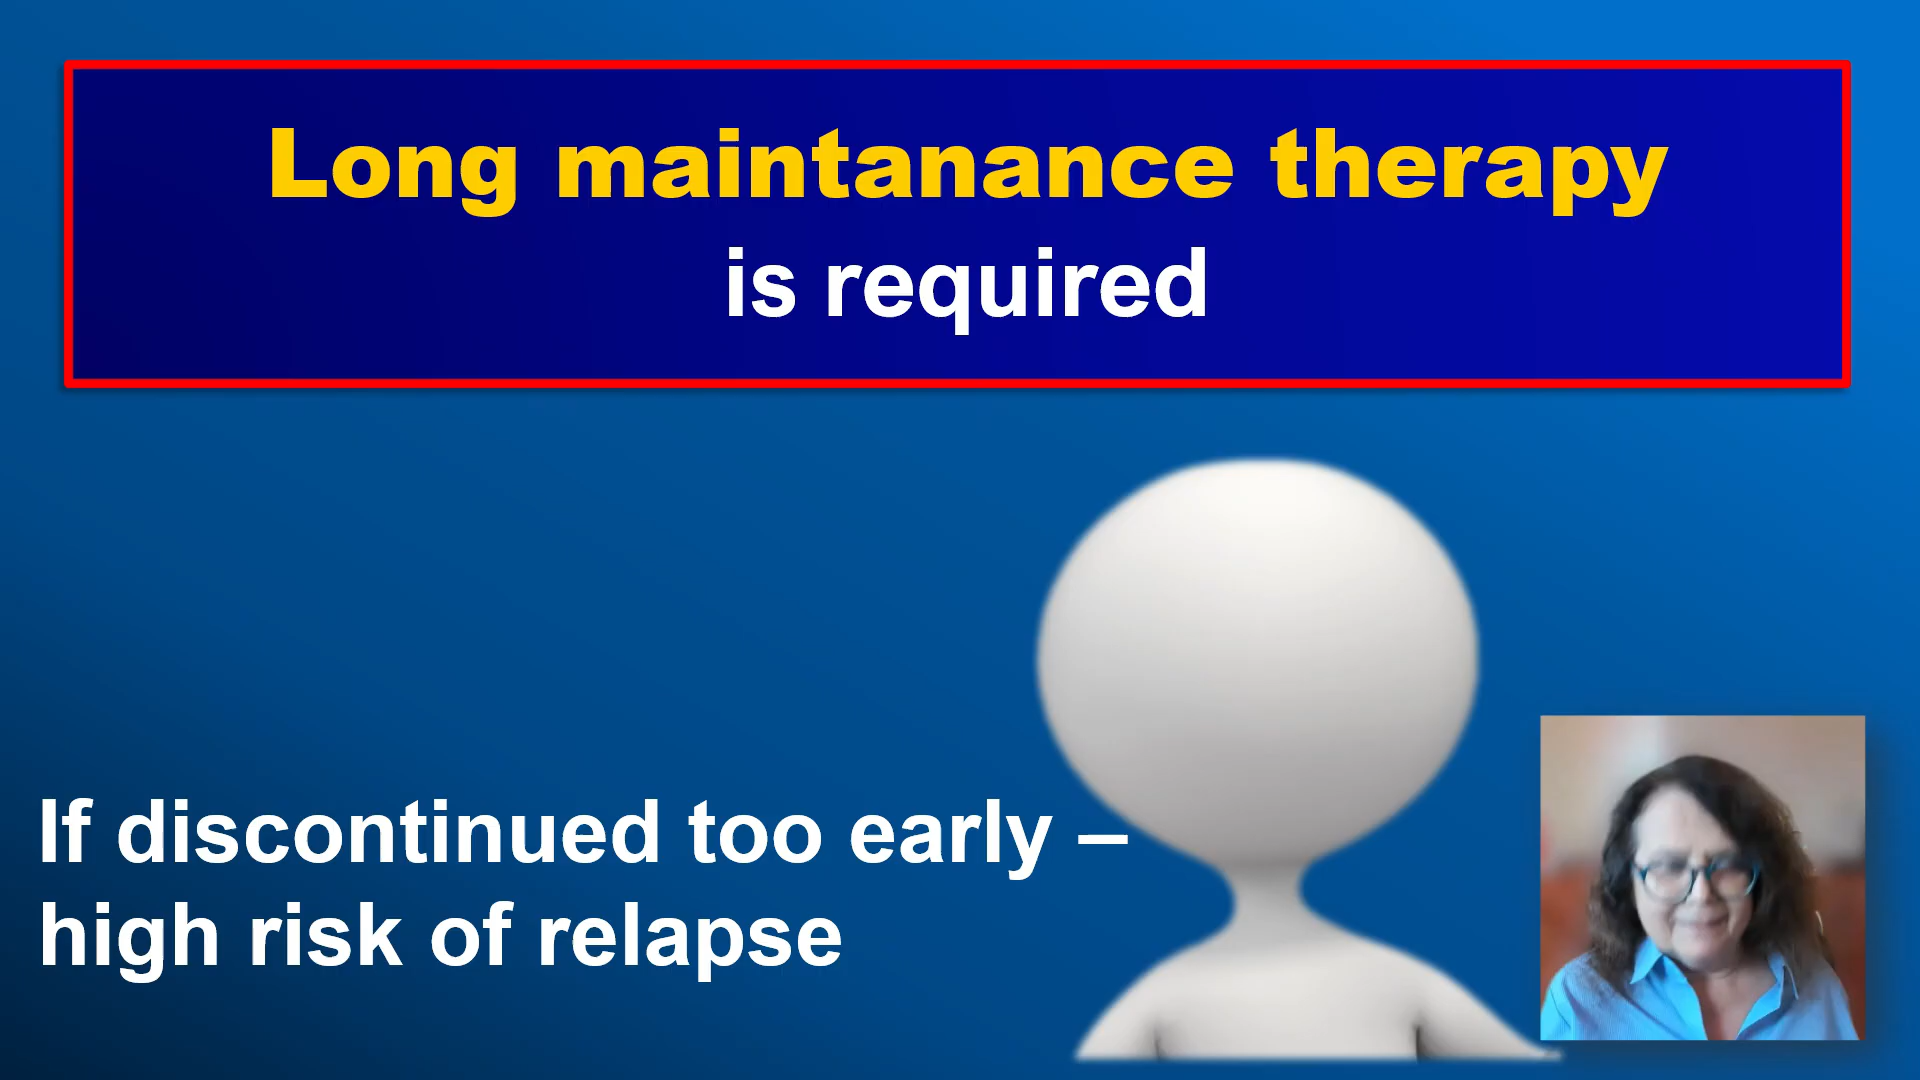 Long maintanance therapy
is required
If discontinued too early –
high risk of relapse